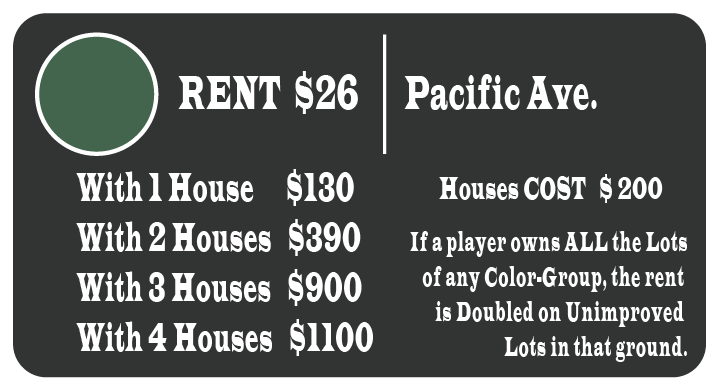 RENT $26
Pacific Ave.
With 1 House $130
With 2 Houses $390
With 3 Houses $900
With 4 Houses $1100
Houses COST $ 200
If a player owns ALL the Lots
of any Color-Group, the rent
is Doubled on Unimproved
Lots in that ground.